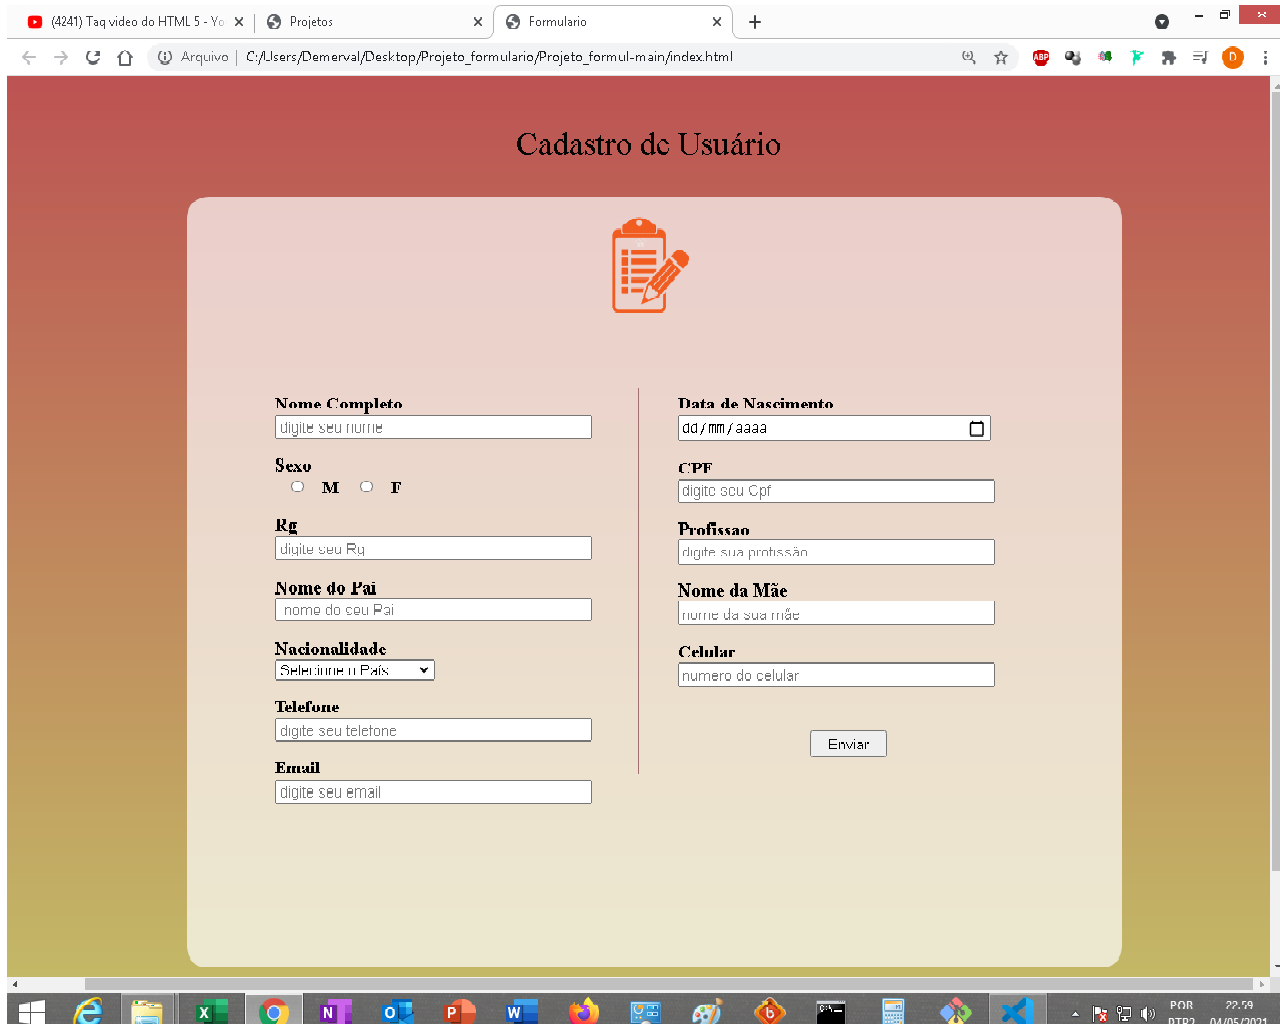 (4241) Taq video do HTML 5 - Yo
Projetos
Formulario
Arquivo | C:/Users/Demerval/Desktop/Projeto_formulario/Projeto_formul-main/index.html
ABP
D
Cadastro de Usuário
Nome Completo
digite seu nome
Sexo
M F
Rg
digite seu Rg
Nome do Pai
nome do seu Pai
Nacionalidade
Selecione o País
Telefone
digite seu telefone
Email
digite seu email
Data de Nascimento
dd/mm/aaaa
CPF
digite seu Cpf
Profissao
digite sua profissão
Nome da Mãe
nome da sua mãe
Celular
numero do celular
Enviar
POR
PTB2
22:59
04/05/2021